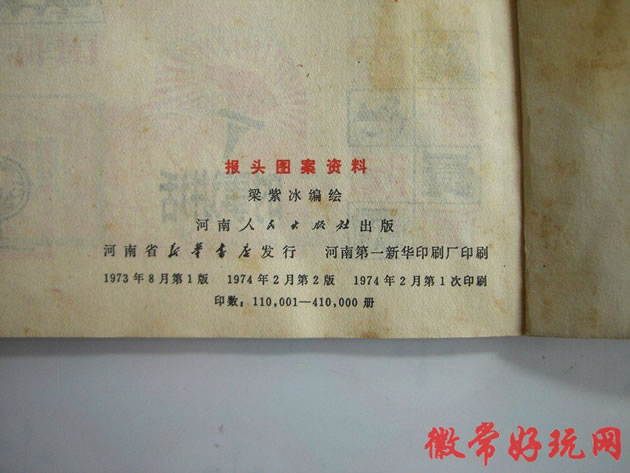 报头图案资料
梁紫冰编绘
河南人民出版社出版
河南省新华书店发行 河南第一新华印刷厂印刷
1973年8月第1版 1974年2月第2版 1974年2月第1次印刷
印数：110,001—410,000册
徽常好玩网